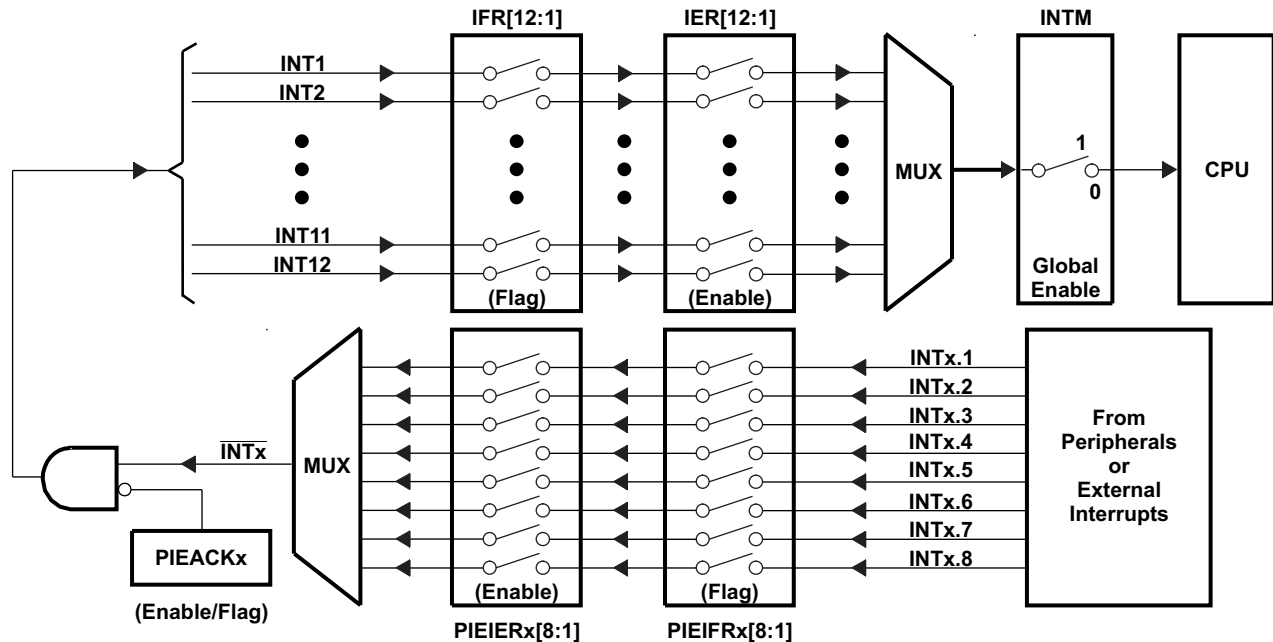 IFR[12:1]
IER[12:1]
INTM
INT1
INT2
INT11
INT12
(Flag)
(Enable)
MUX
1
0
Global
Enable
CPU
INTx
MUX
PIEACKx
(Enable/Flag)
(Enable)
PIEIERx[8:1]
(Flag)
PIEIFRx[8:1]
INTx.1
INTx.2
INTx.3
INTx.4
INTx.5
INTx.6
INTx.7
INTx.8
From
Peripherals
or
External
Interrupts